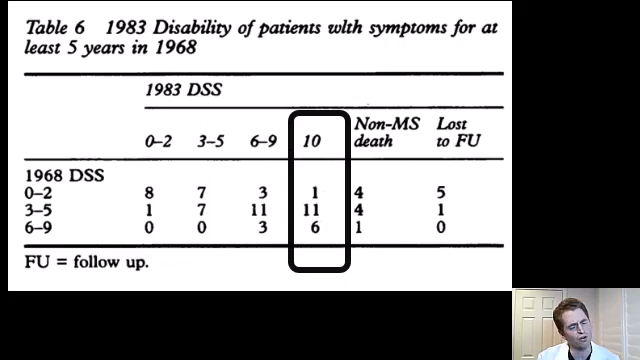 Table 6 1983 Disability of patients with symptoms for at
least 5 years in 1968
1983 DSS
0–2 3–5 6–9 10 Non-MS death Lost to FU
1968 DSS
0–2 8 7 3 1 4 5
3–5 1 7 11 11 4 1
6–9 0 0 3 6 1 0
FU = follow up.